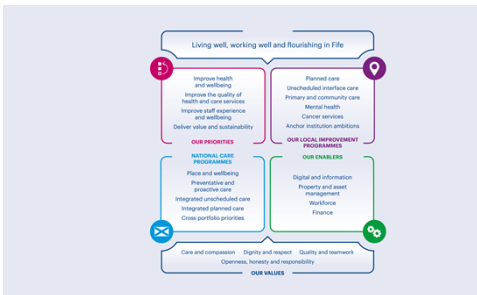 Living well, working well and flourishing in Fife
Improve health
and wellbeing
Improve the quality of
health and care services
Improve staff experience
and wellbeing
Deliver value and sustainability
OUR PRIORITIES
Planned care
Unscheduled interface care
Primary and community care
Mental health
Cancer services
Anchor institution ambitions
OUR LOCAL IMPROVEMENT
PROGRAMMES
NATIONAL CARE
PROGRAMMES
Place and wellbeing
Preventative and
proactive care
Integrated unscheduled care
Integrated planned care
Cross portfolio priorities
OUR ENABLERS
Digital and information
Property and asset
management
Workforce
Finance
Care and compassion Dignity and respect Quality and teamwork
Openness, honesty and responsibility
OUR VALUES